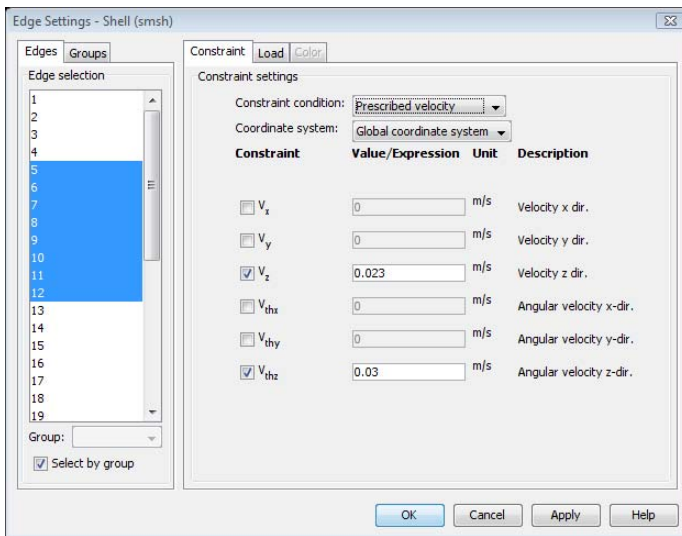 Edge Settings - Shell (smsh)
Edges Groups
Edge selection
1
2
3
4
5
6
7
8
9
10
11
12
13
14
15
16
17
18
19
Group:
Select by group
Constraint Load Color
Constraint settings
Constraint condition: Prescribed velocity
Coordinate system: Global coordinate system
Constraint Value/Expression Unit Description
Vx 0 m/s Velocity x dir.
Vy 0 m/s Velocity y dir.
Vz 0.023 m/s Velocity z dir.
Vthx 0 m/s Angular velocity x-dir.
Vthy 0 m/s Angular velocity y-dir.
Vthz 0.03 m/s Angular velocity z-dir.
OK Cancel Apply Help